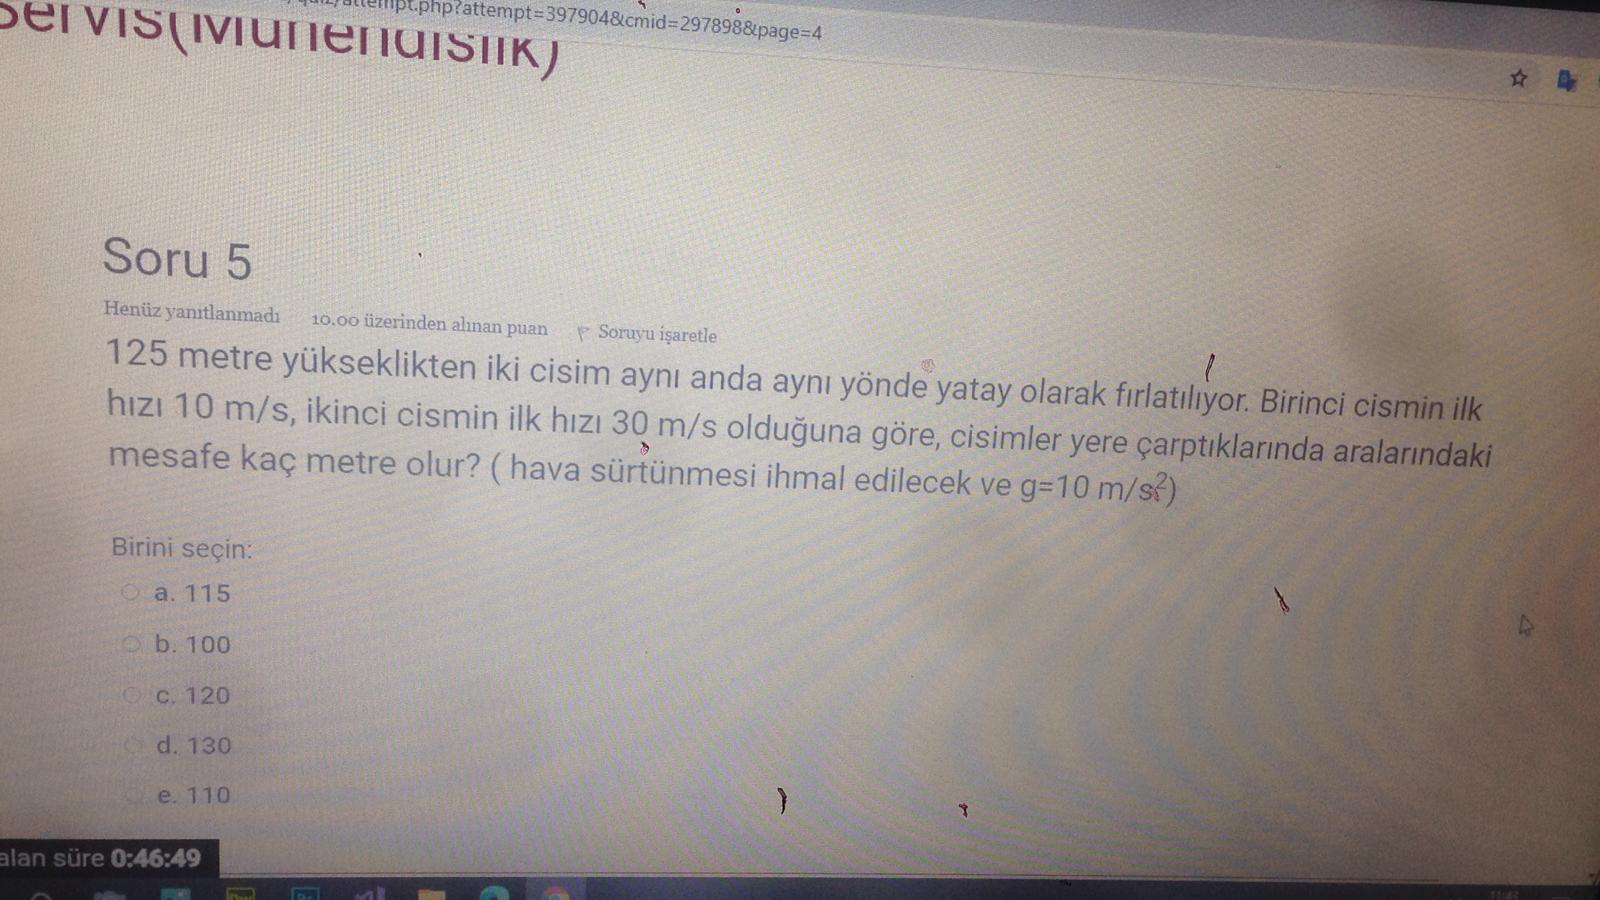 attempt.php?attempt=397904&cmid=297898&page=4
Servis(Mühendislik)
Soru 5
Henüz yanıtlanmadı 10,00 üzerinden alınan puan Soruyu işaretle
125 metre yükseklikten iki cisim aynı anda aynı yönde yatay olarak fırlatılıyor. Birinci cismin ilk
hızı 10 m/s, ikinci cismin ilk hızı 30 m/s olduğuna göre, cisimler yere çarptıklarında aralarındaki
mesafe kaç metre olur? ( hava sürtünmesi ihmal edilecek ve g=10 m/s²)
Birini seçin:
a. 115
b. 100
c. 120
d. 130
e. 110
alan süre 0:46:49